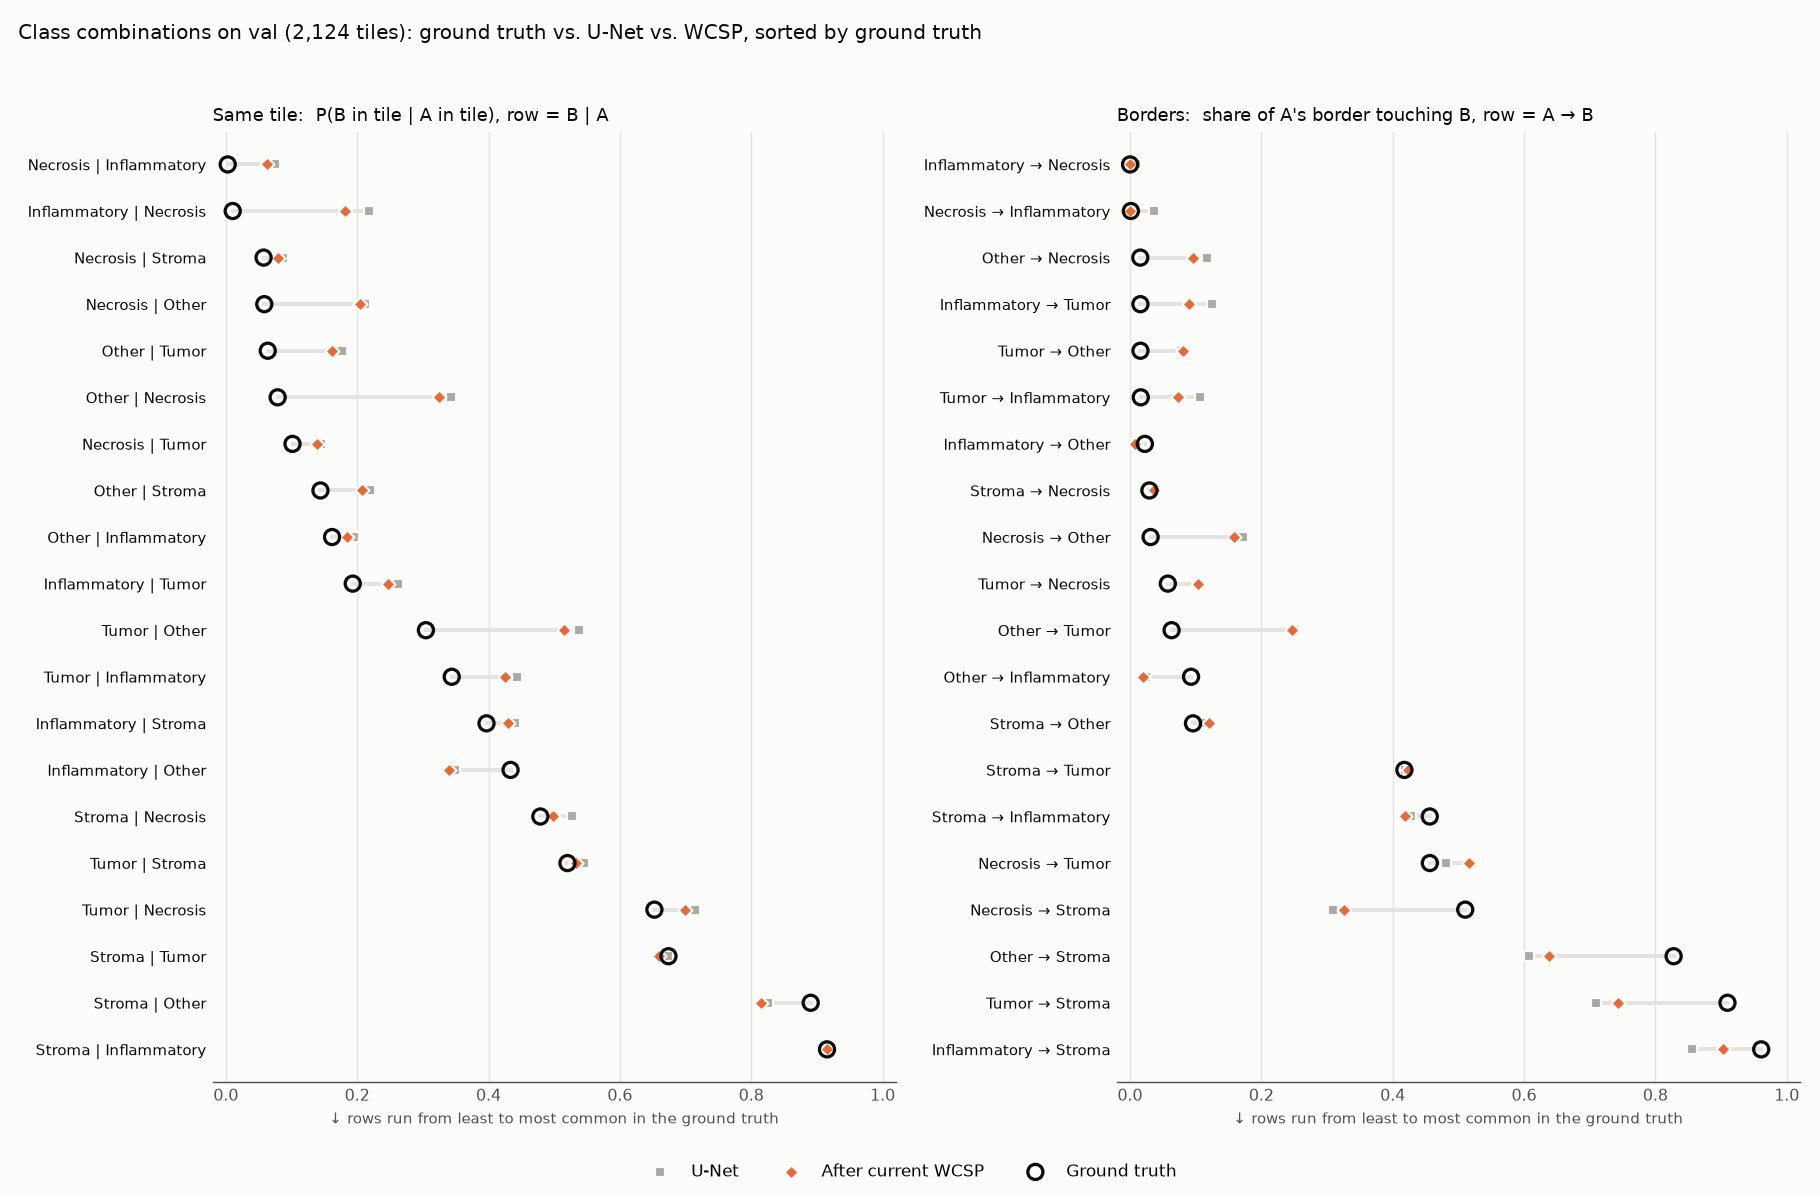 Class combinations on val (2,124 tiles): ground truth vs. U-Net vs. WCSP, sorted by ground truth
Same tile:  P(B in tile | A in tile), row = B | A
Necrosis | Inflammatory
Inflammatory | Necrosis
Necrosis | Stroma
Necrosis | Other
Other | Tumor
Other | Necrosis
Necrosis | Tumor
Other | Stroma
Other | Inflammatory
Inflammatory | Tumor
Tumor | Other
Tumor | Inflammatory
Inflammatory | Stroma
Inflammatory | Other
Stroma | Necrosis
Tumor | Stroma
Tumor | Necrosis
Stroma | Tumor
Stroma | Other
Stroma | Inflammatory
0.0 0.2 0.4 0.6 0.8 1.0
↓ rows run from least to most common in the ground truth
Borders:  share of A's border touching B, row = A → B
Inflammatory → Necrosis
Necrosis → Inflammatory
Other → Necrosis
Inflammatory → Tumor
Tumor → Other
Tumor → Inflammatory
Inflammatory → Other
Stroma → Necrosis
Necrosis → Other
Tumor → Necrosis
Other → Tumor
Other → Inflammatory
Stroma → Other
Stroma → Tumor
Stroma → Inflammatory
Necrosis → Tumor
Necrosis → Stroma
Other → Stroma
Tumor → Stroma
Inflammatory → Stroma
0.0 0.2 0.4 0.6 0.8 1.0
↓ rows run from least to most common in the ground truth
U-Net After current WCSP Ground truth